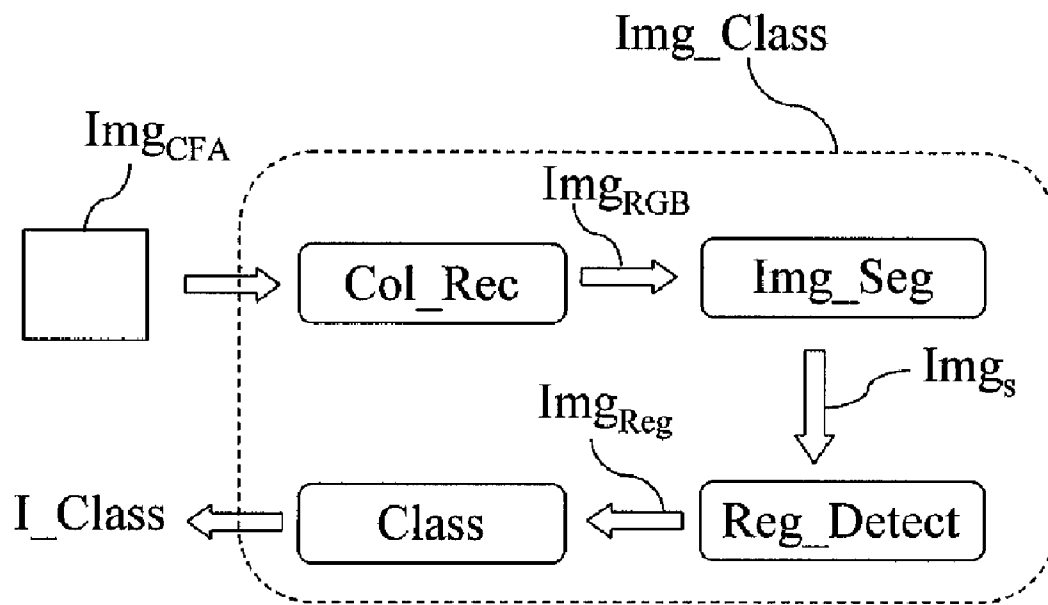 Img_Class
Img_CFA
Img_RGB
Col_Rec
Img_Seg
Img_s
Img_Reg
I_Class
Class
Reg_Detect